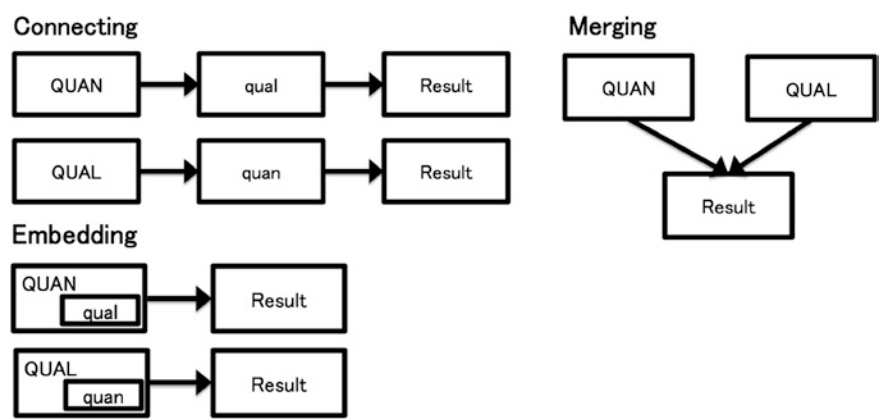 Connecting
QUAN
qual
Result
QUAL
quan
Result
Embedding
QUAN
qual
Result
QUAL
quan
Result
Merging
QUAN
QUAL
Result